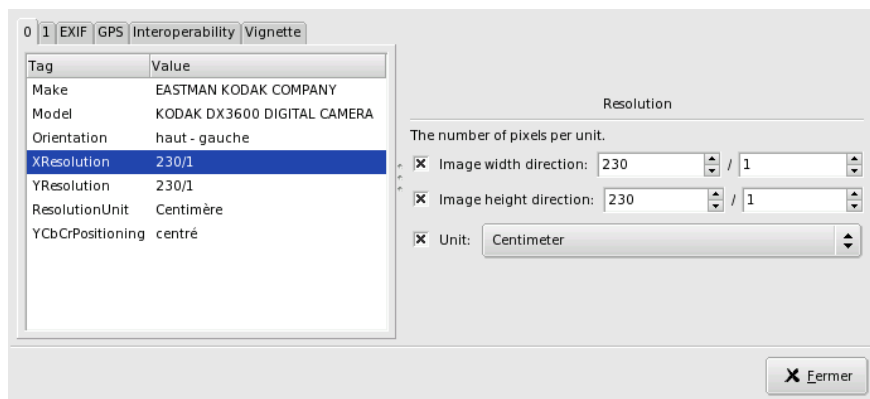 0 1 EXIF GPS Interoperability Vignette
Tag Value
Make EASTMAN KODAK COMPANY
Model KODAK DX3600 DIGITAL CAMERA
Orientation haut - gauche
XResolution 230/1
YResolution 230/1
ResolutionUnit Centimère
YCbCrPositioning centré
Resolution
The number of pixels per unit.
Image width direction: 230 / 1
Image height direction: 230 / 1
Unit: Centimeter
Fermer